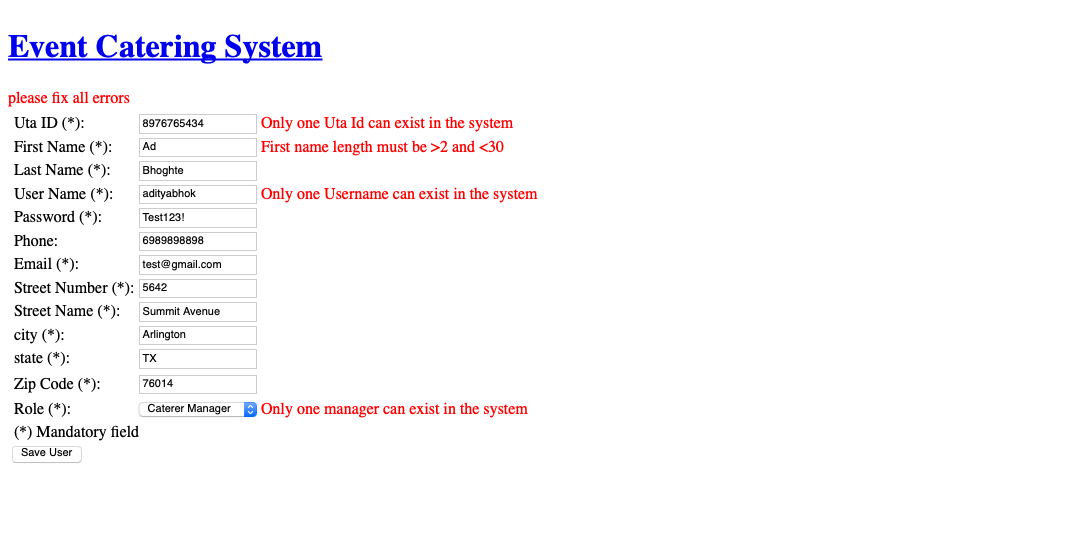 Event Catering System
please fix all errors
Uta ID (*): 8976765434 Only one Uta Id can exist in the system
First Name (*): Ad First name length must be >2 and <30
Last Name (*): Bhoghte
User Name (*): adityabhok Only one Username can exist in the system
Password (*): Test123!
Phone: 6989898898
Email (*): test@gmail.com
Street Number (*): 5642
Street Name (*): Summit Avenue
city (*): Arlington
state (*): TX
Zip Code (*): 76014
Role (*): Caterer Manager Only one manager can exist in the system
(*) Mandatory field
Save User